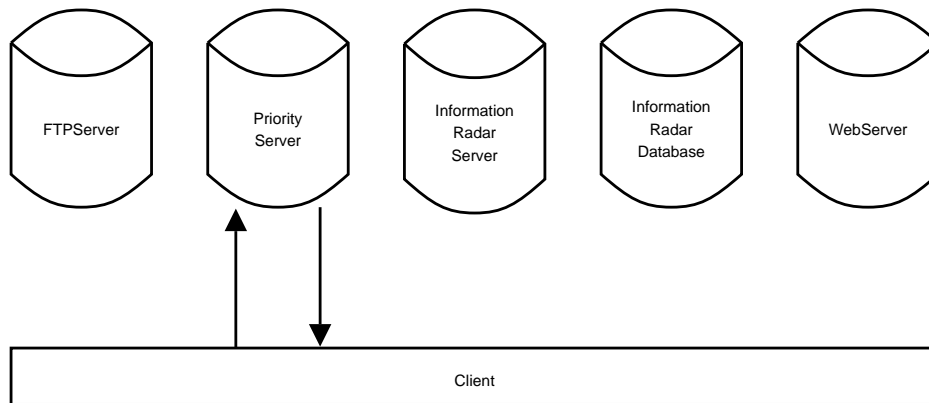 FTPServer
Priority
Server
Information
Radar
Server
Information
Radar
Database
WebServer
Client